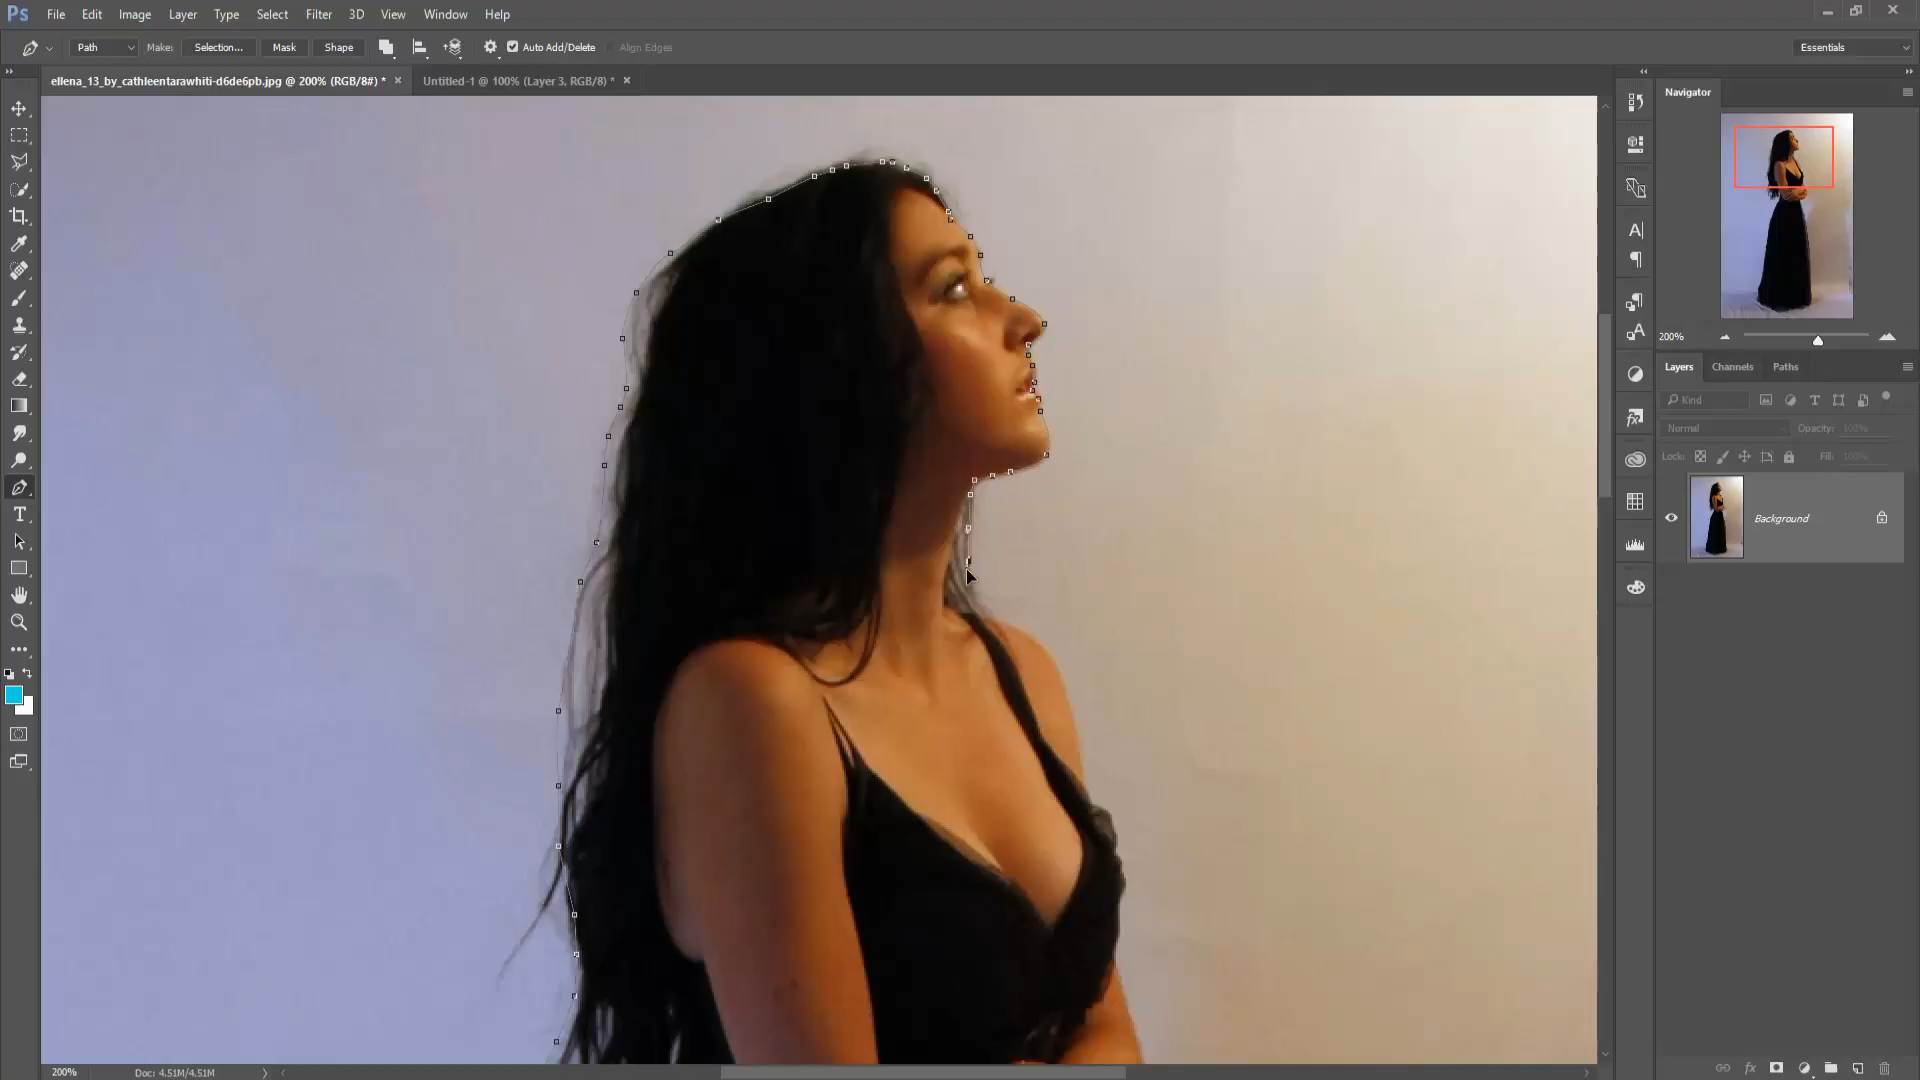 Ps File Edit Image Layer Type Select Filter 3D View Window Help
Path Make: Selection... Mask Shape Auto Add/Delete Align Edges Essentials
ellena_13_by_cathleentarawhiti-d6de6pb.jpg @ 200% (RGB/8#) * × Untitled-1 @ 100% (Layer 3, RGB/8) * ×
Navigator
200%
Layers Channels Paths
Kind
Normal Opacity: 100%
Lock: Fill: 100%
Background
200% Doc: 4.51M/4.51M